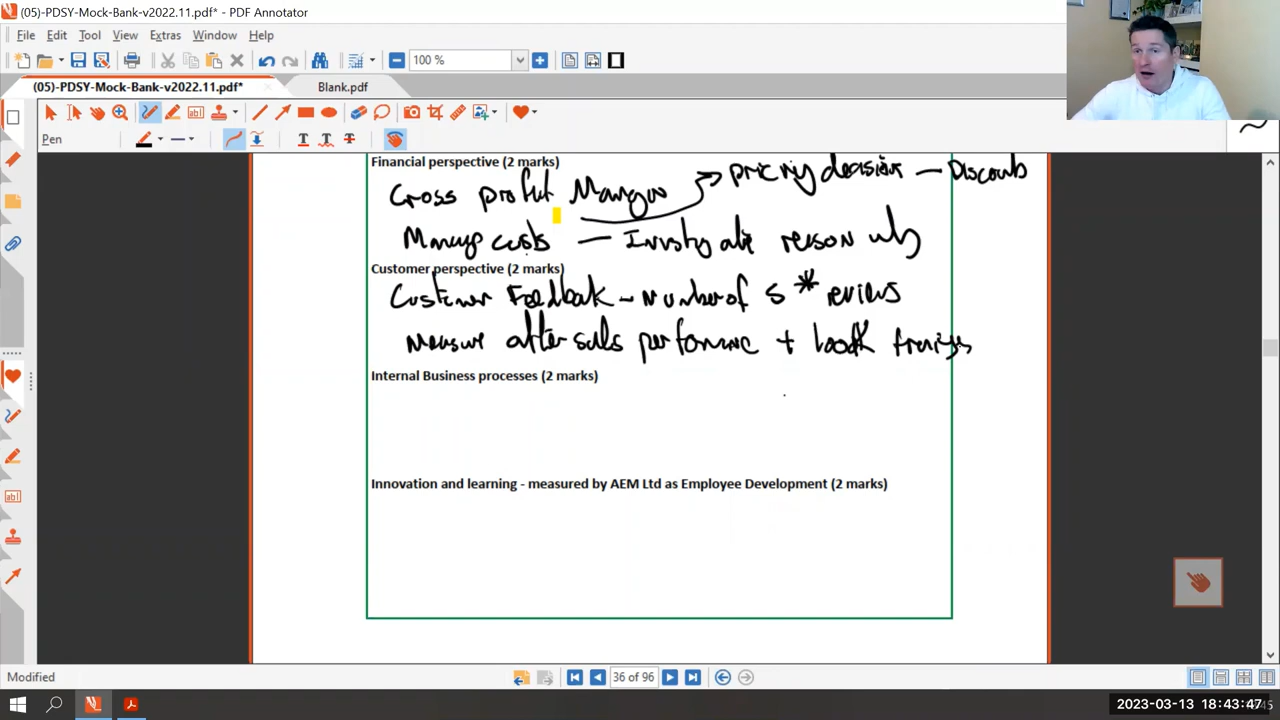 (05)-PDSY-Mock-Bank-v2022.11.pdf* - PDF Annotator
File Edit Tool View Extras Window Help
100 %
(05)-PDSY-Mock-Bank-v2022.11.pdf* Blank.pdf
Pen
Financial perspective (2 marks)
Gross profit Margin → pricing decision — Discounts
Manage costs — Investigate reason why
Customer perspective (2 marks)
Customer Feedback - number of 5 * reviews
Measure after sales performance + look
Internal Business processes (2 marks)
Innovation and learning - measured by AEM Ltd as Employee Development (2 marks)
Modified 36 of 96
2023-03-13 18:43:47